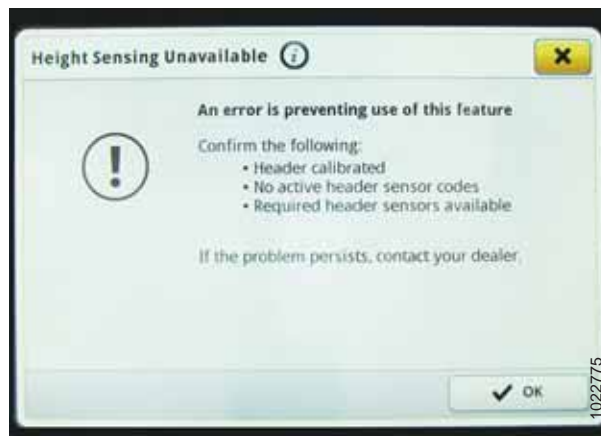 Height Sensing Unavailable
An error is preventing use of this feature
Confirm the following:
• Header calibrated
• No active header sensor codes
• Required header sensors available
If the problem persists, contact your dealer.
OK
1022775